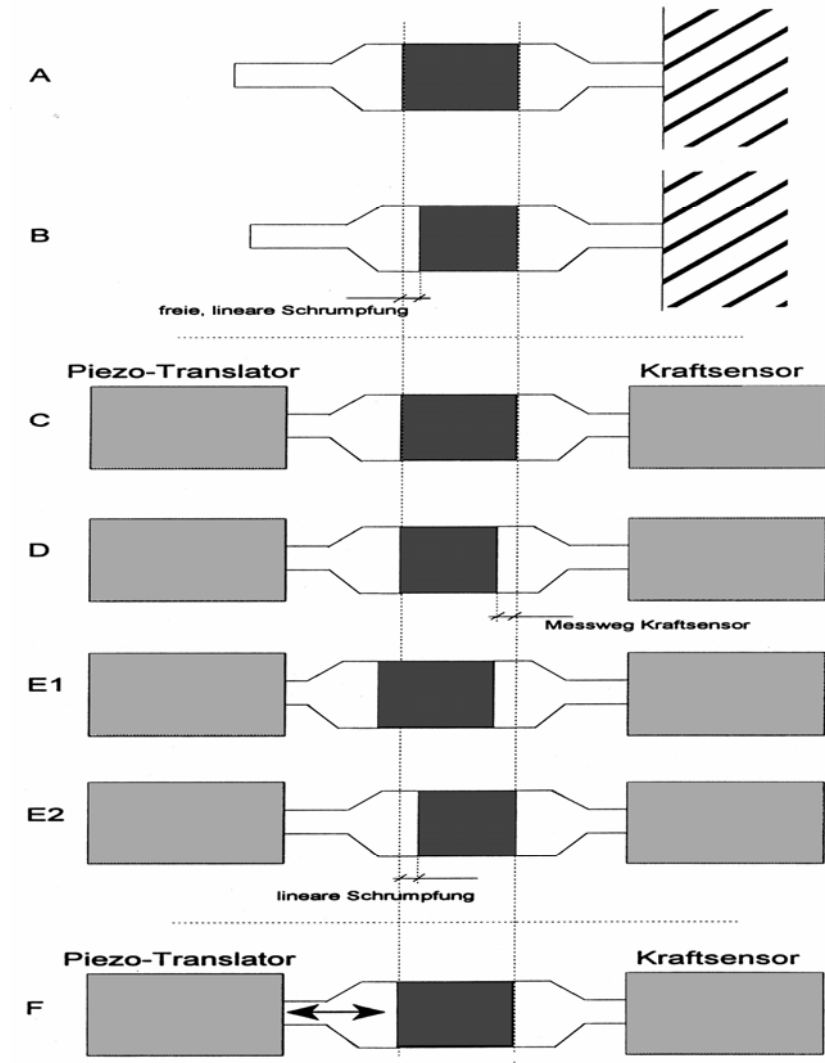 A
B
freie, lineare Schrumpfung
Piezo-Translator Kraftsensor
C
D
Messweg Kraftsensor
E1
E2
lineare Schrumpfung
Piezo-Translator Kraftsensor
F